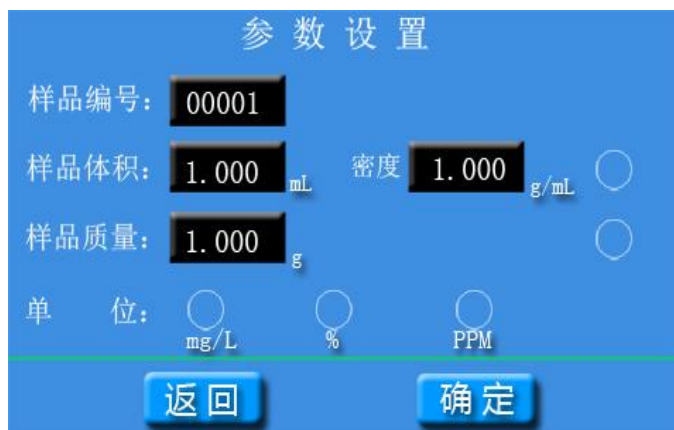 参数设置
样品编号: 00001
样品体积: 1.000 mL 密度 1.000 g/mL
样品质量: 1.000 g
单 位:
mg/L % PPM
返回 确定